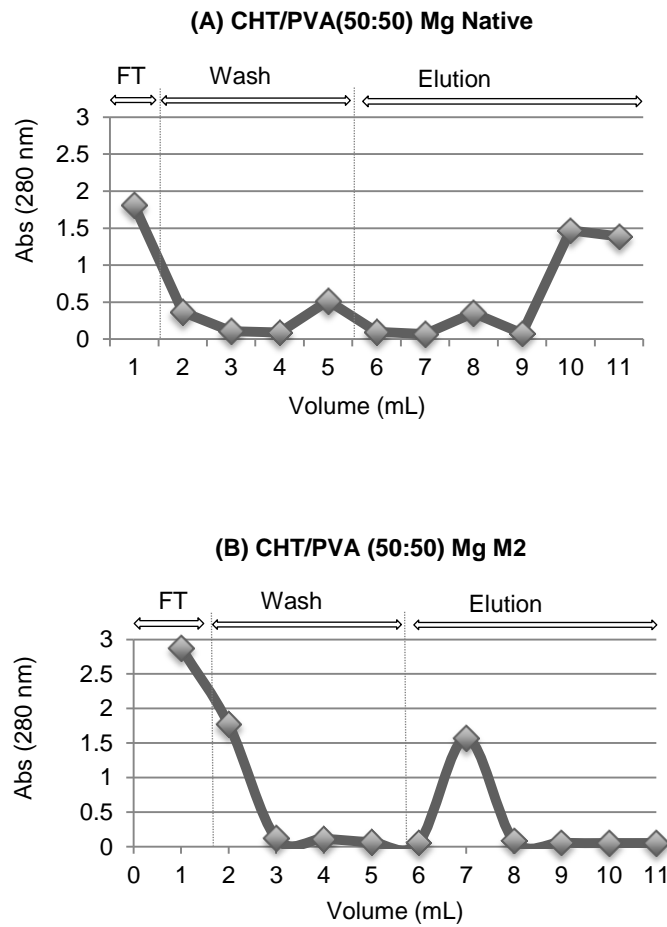 (A) CHT/PVA(50:50) Mg Native
FT Wash Elution
3
2.5
2
1.5
1
0.5
0
Abs (280 nm)
1 2 3 4 5 6 7 8 9 10 11
Volume (mL)
(B) CHT/PVA (50:50) Mg M2
FT Wash Elution
3
2.5
2
1.5
1
0.5
0
Abs (280 nm)
0 1 2 3 4 5 6 7 8 9 10 11
Volume (mL)